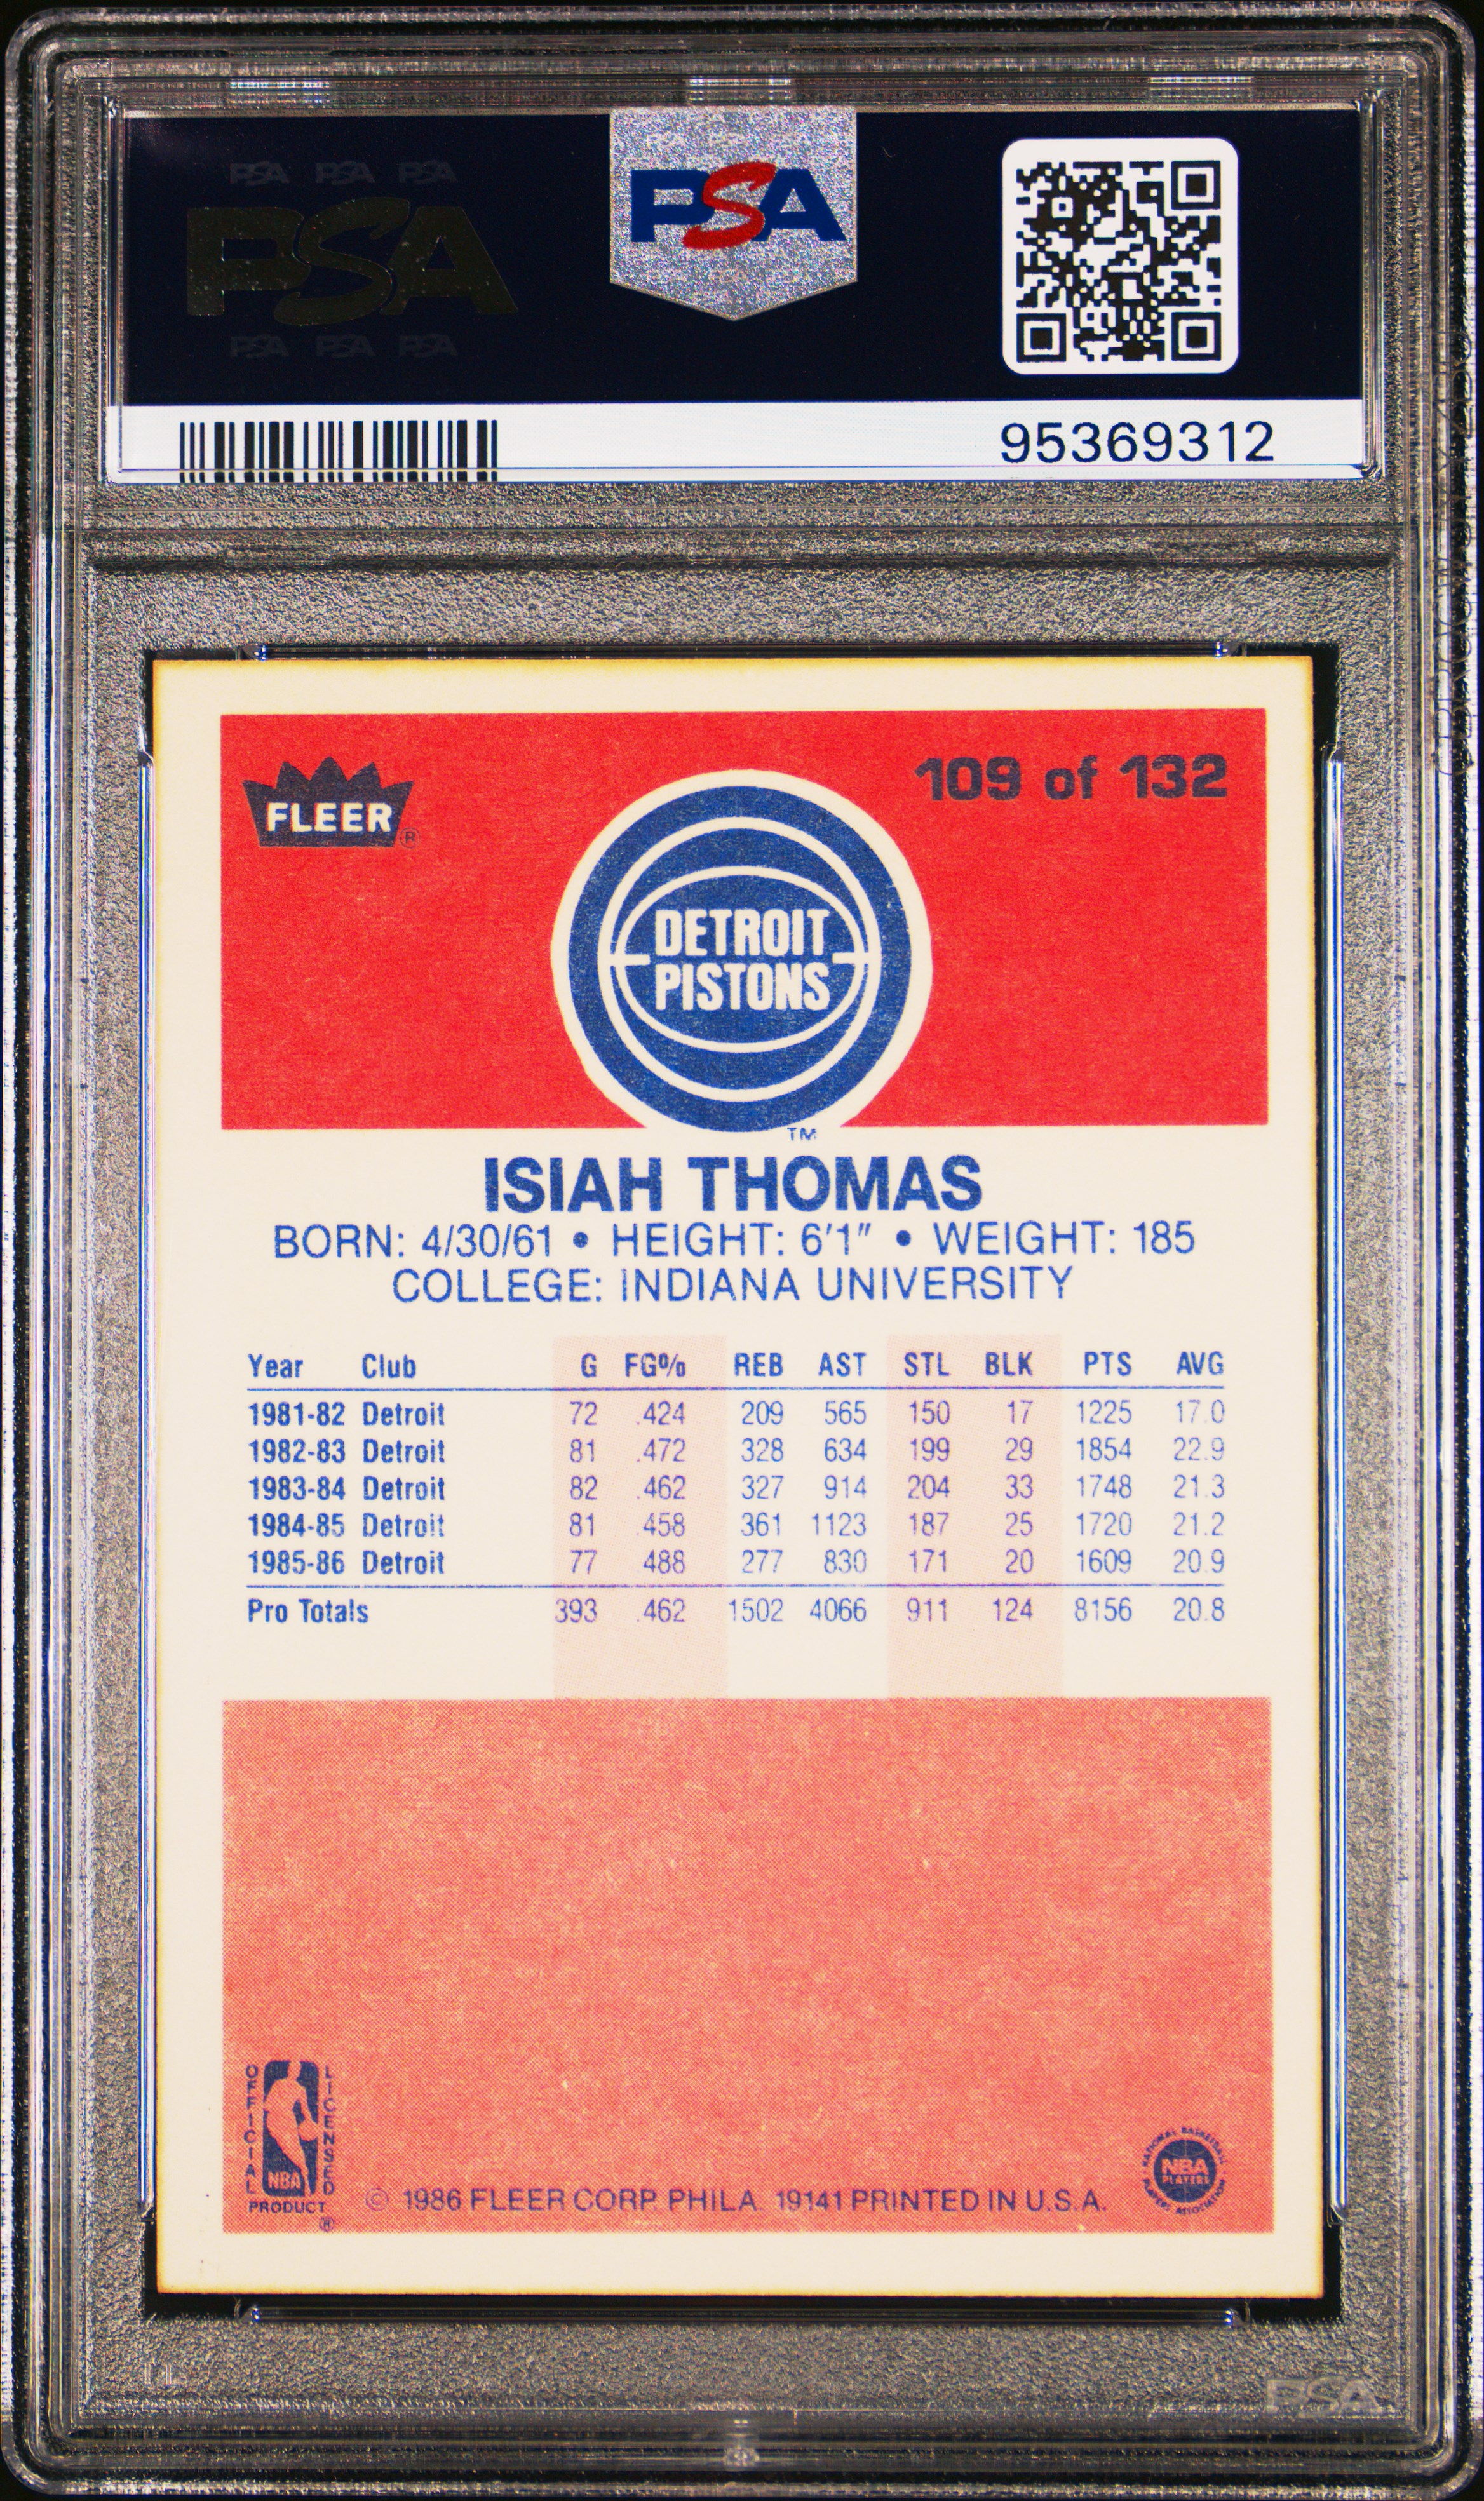 PSA PSA PSA
PSA
PSA PSA PSA
PSA
95369312
FLEER®
109 of 132
DETROIT
PISTONS
TM
ISIAH THOMAS
BORN: 4/30/61 • HEIGHT: 6'1" • WEIGHT: 185
COLLEGE: INDIANA UNIVERSITY
Year Club G FG% REB AST STL BLK PTS AVG
1981-82 Detroit 72 .424 209 565 150 17 1225 17.0
1982-83 Detroit 81 .472 328 634 199 29 1854 22.9
1983-84 Detroit 82 .462 327 914 204 33 1748 21.3
1984-85 Detroit 81 .458 361 1123 187 25 1720 21.2
1985-86 Detroit 77 .488 277 830 171 20 1609 20.9
Pro Totals 393 .462 1502 4066 911 124 8156 20.8
OFFICIAL
LICENSED
NBA
PRODUCT
®
© 1986 FLEER CORP. PHILA. 19141 PRINTED IN U.S.A.
NATIONAL BASKETBALL
NBA
PLAYERS
PLAYERS ASSOCIATION
PSA